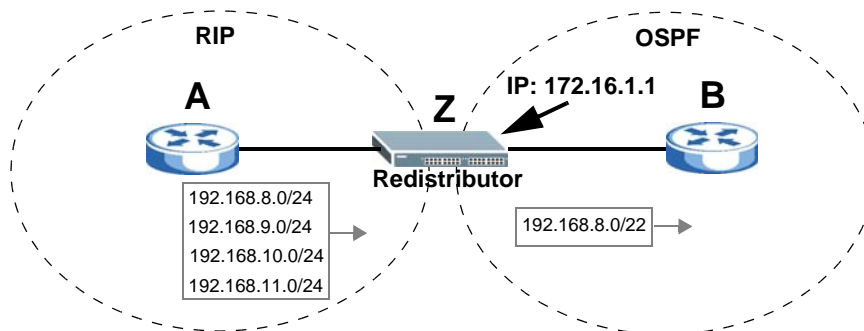 RIP
OSPF
A
Z
IP: 172.16.1.1
B
Redistributor
192.168.8.0/24
192.168.9.0/24
192.168.10.0/24
192.168.11.0/24
192.168.8.0/22